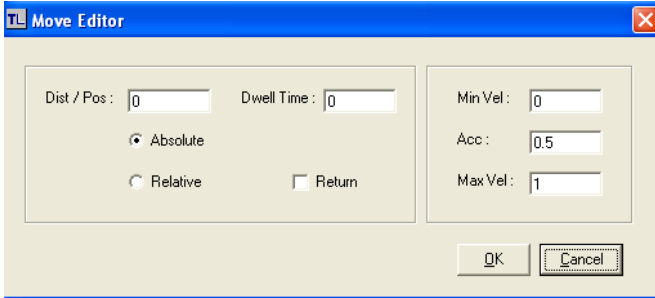 TL Move Editor
Dist / Pos : 0 Dwell Time : 0 Min Vel : 0
Absolute Acc : 0.5
Relative Return Max Vel : 1
OK Cancel